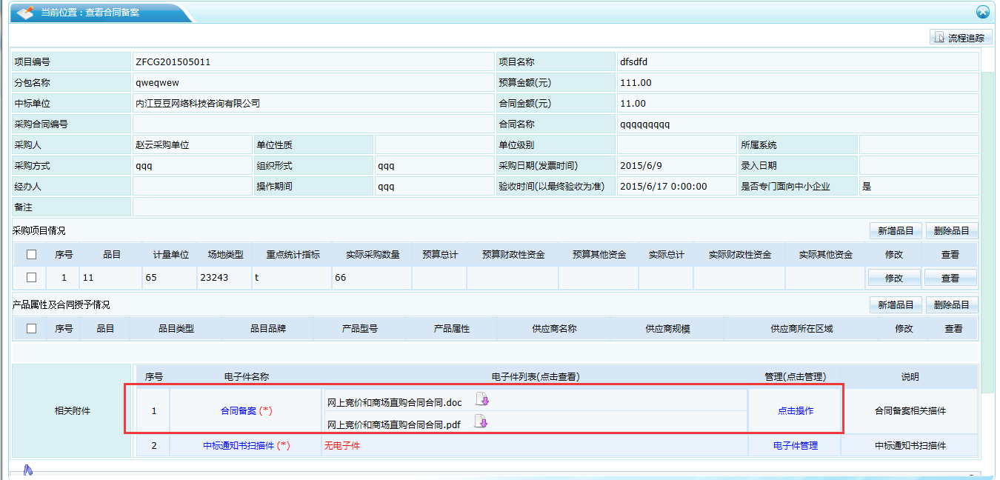 当前位置：查看合同备案
流程追踪
项目编号 ZFCG201505011 项目名称 dfsdfd
分包名称 qweqwew 预算金额(元) 111.00
中标单位 内江豆豆网络科技咨询有限公司 合同金额(元) 11.00
采购合同编号 合同名称 qqqqqqqqq
采购人 赵云采购单位 单位性质 单位级别 所属系统
采购方式 qqq 组织形式 qqq 采购日期(发票时间) 2015/6/9 录入日期
经办人 操作期间 qqq 验收时间(以最终验收为准) 2015/6/17 0:00:00 是否专门面向中小企业 是
备注
采购项目情况 新增品目 删除品目
序号 品目 计量单位 场地类型 重点统计指标 实际采购数量 预算总计 预算财政性资金 预算其他资金 实际总计 实际财政性资金 实际其他资金 修改 查看
1 11 65 23243 t 66 修改 查看
产品属性及合同授予情况 新增品目 删除品目
序号 品目 品目类型 品目品牌 产品型号 产品属性 供应商名称 供应商规模 供应商所在区域 修改 查看
相关附件
序号 电子件名称 电子件列表(点击查看) 管理(点击管理) 说明
1 合同备案 (*) 网上竞价和商场直购合同合同.doc 点击操作 合同备案相关描件
网上竞价和商场直购合同合同.pdf
2 中标通知书扫描件 (*) 无电子件 电子件管理 中标通知书扫描件